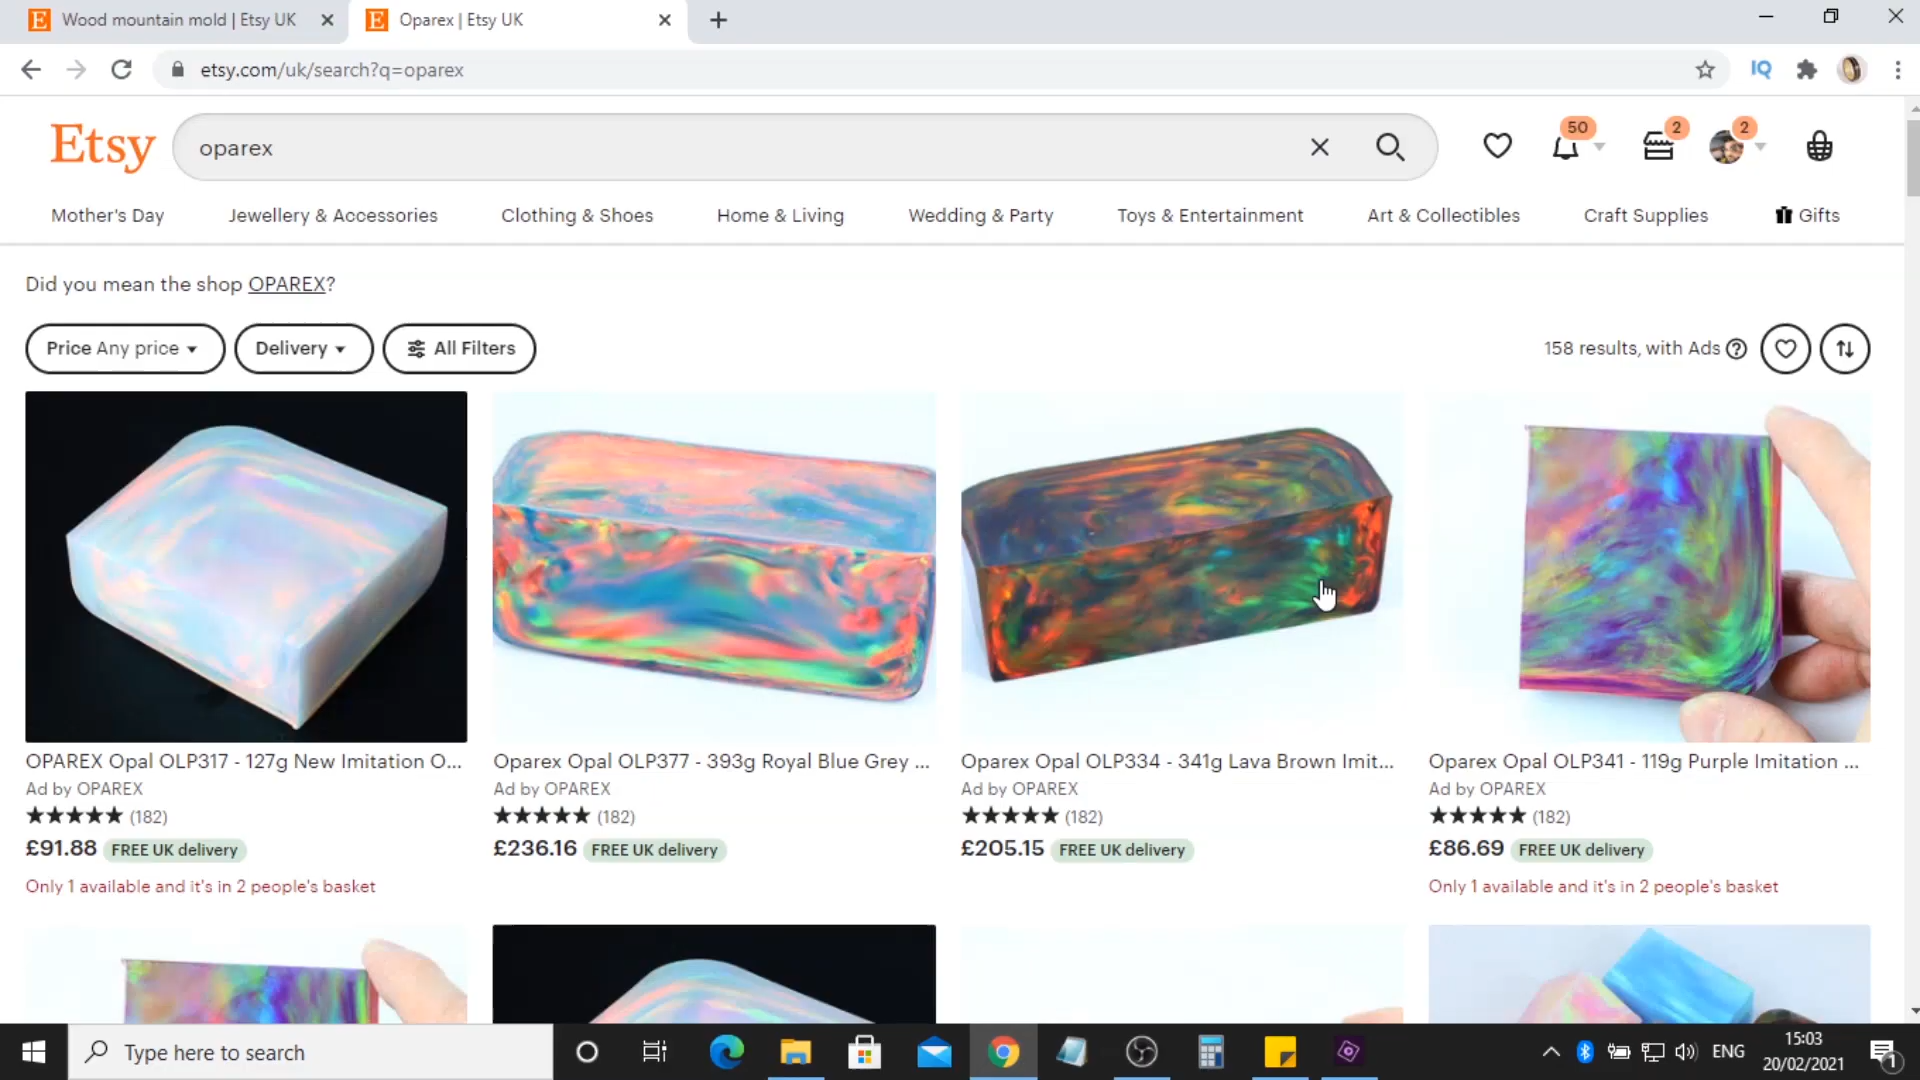 Wood mountain mold | Etsy UK
Oparex | Etsy UK
etsy.com/uk/search?q=oparex
IQ
Etsy
oparex
50
2
2
Mother's Day
Jewellery & Accessories
Clothing & Shoes
Home & Living
Wedding & Party
Toys & Entertainment
Art & Collectibles
Craft Supplies
Gifts
Did you mean the shop OPAREX?
Price Any price
Delivery
All Filters
158 results, with Ads
OPAREX Opal OLP317 - 127g New Imitation O...
Ad by OPAREX
(182)
£91.88 FREE UK delivery
Only 1 available and it's in 2 people's basket
Oparex Opal OLP377 - 393g Royal Blue Grey ...
Ad by OPAREX
(182)
£236.16 FREE UK delivery
Oparex Opal OLP334 - 341g Lava Brown Imit...
Ad by OPAREX
(182)
£205.15 FREE UK delivery
Oparex Opal OLP341 - 119g Purple Imitation ...
Ad by OPAREX
(182)
£86.69 FREE UK delivery
Only 1 available and it's in 2 people's basket
Type here to search
ENG
15:03
20/02/2021
1